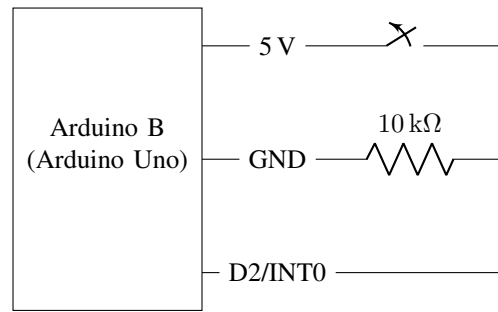 5 V
10 kΩ
Arduino B
(Arduino Uno)
GND
D2/INT0